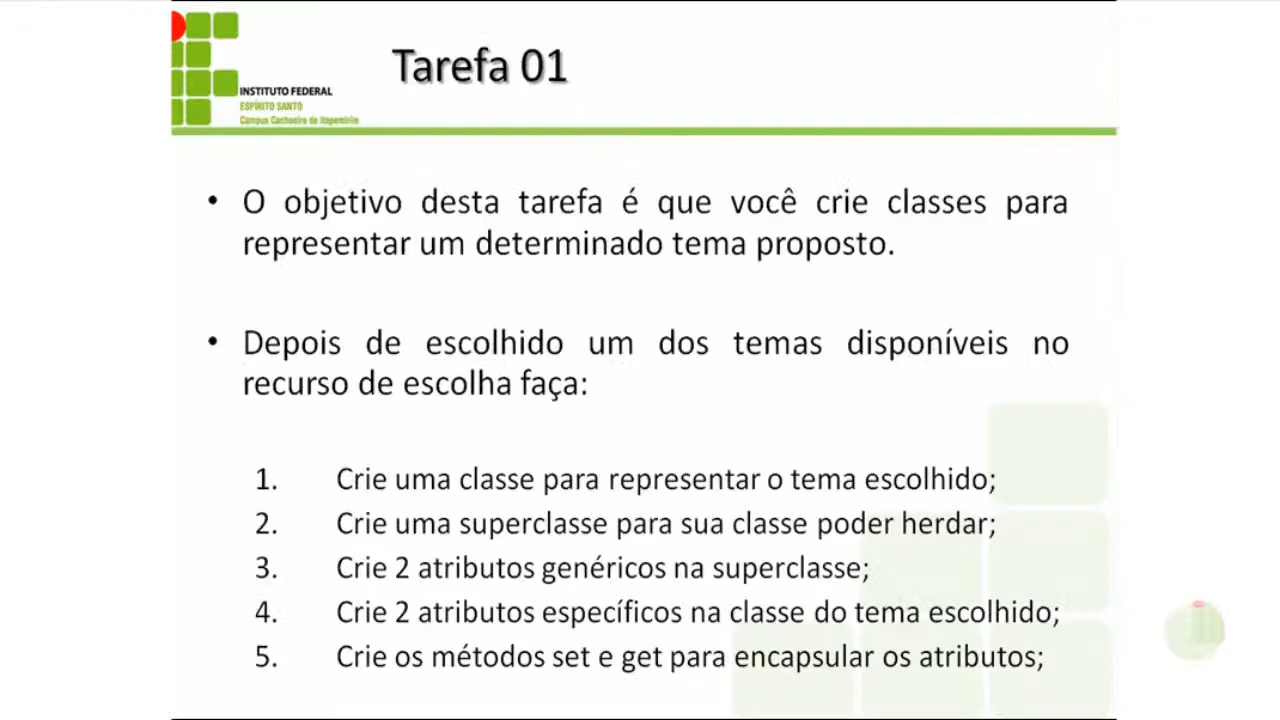 Tarefa 01
INSTITUTO FEDERAL
ESPÍRITO SANTO
Campus Cachoeiro de Itapemirim
• O objetivo desta tarefa é que você crie classes para
representar um determinado tema proposto.
• Depois de escolhido um dos temas disponíveis no
recurso de escolha faça:
1. Crie uma classe para representar o tema escolhido;
2. Crie uma superclasse para sua classe poder herdar;
3. Crie 2 atributos genéricos na superclasse;
4. Crie 2 atributos específicos na classe do tema escolhido;
5. Crie os métodos set e get para encapsular os atributos;